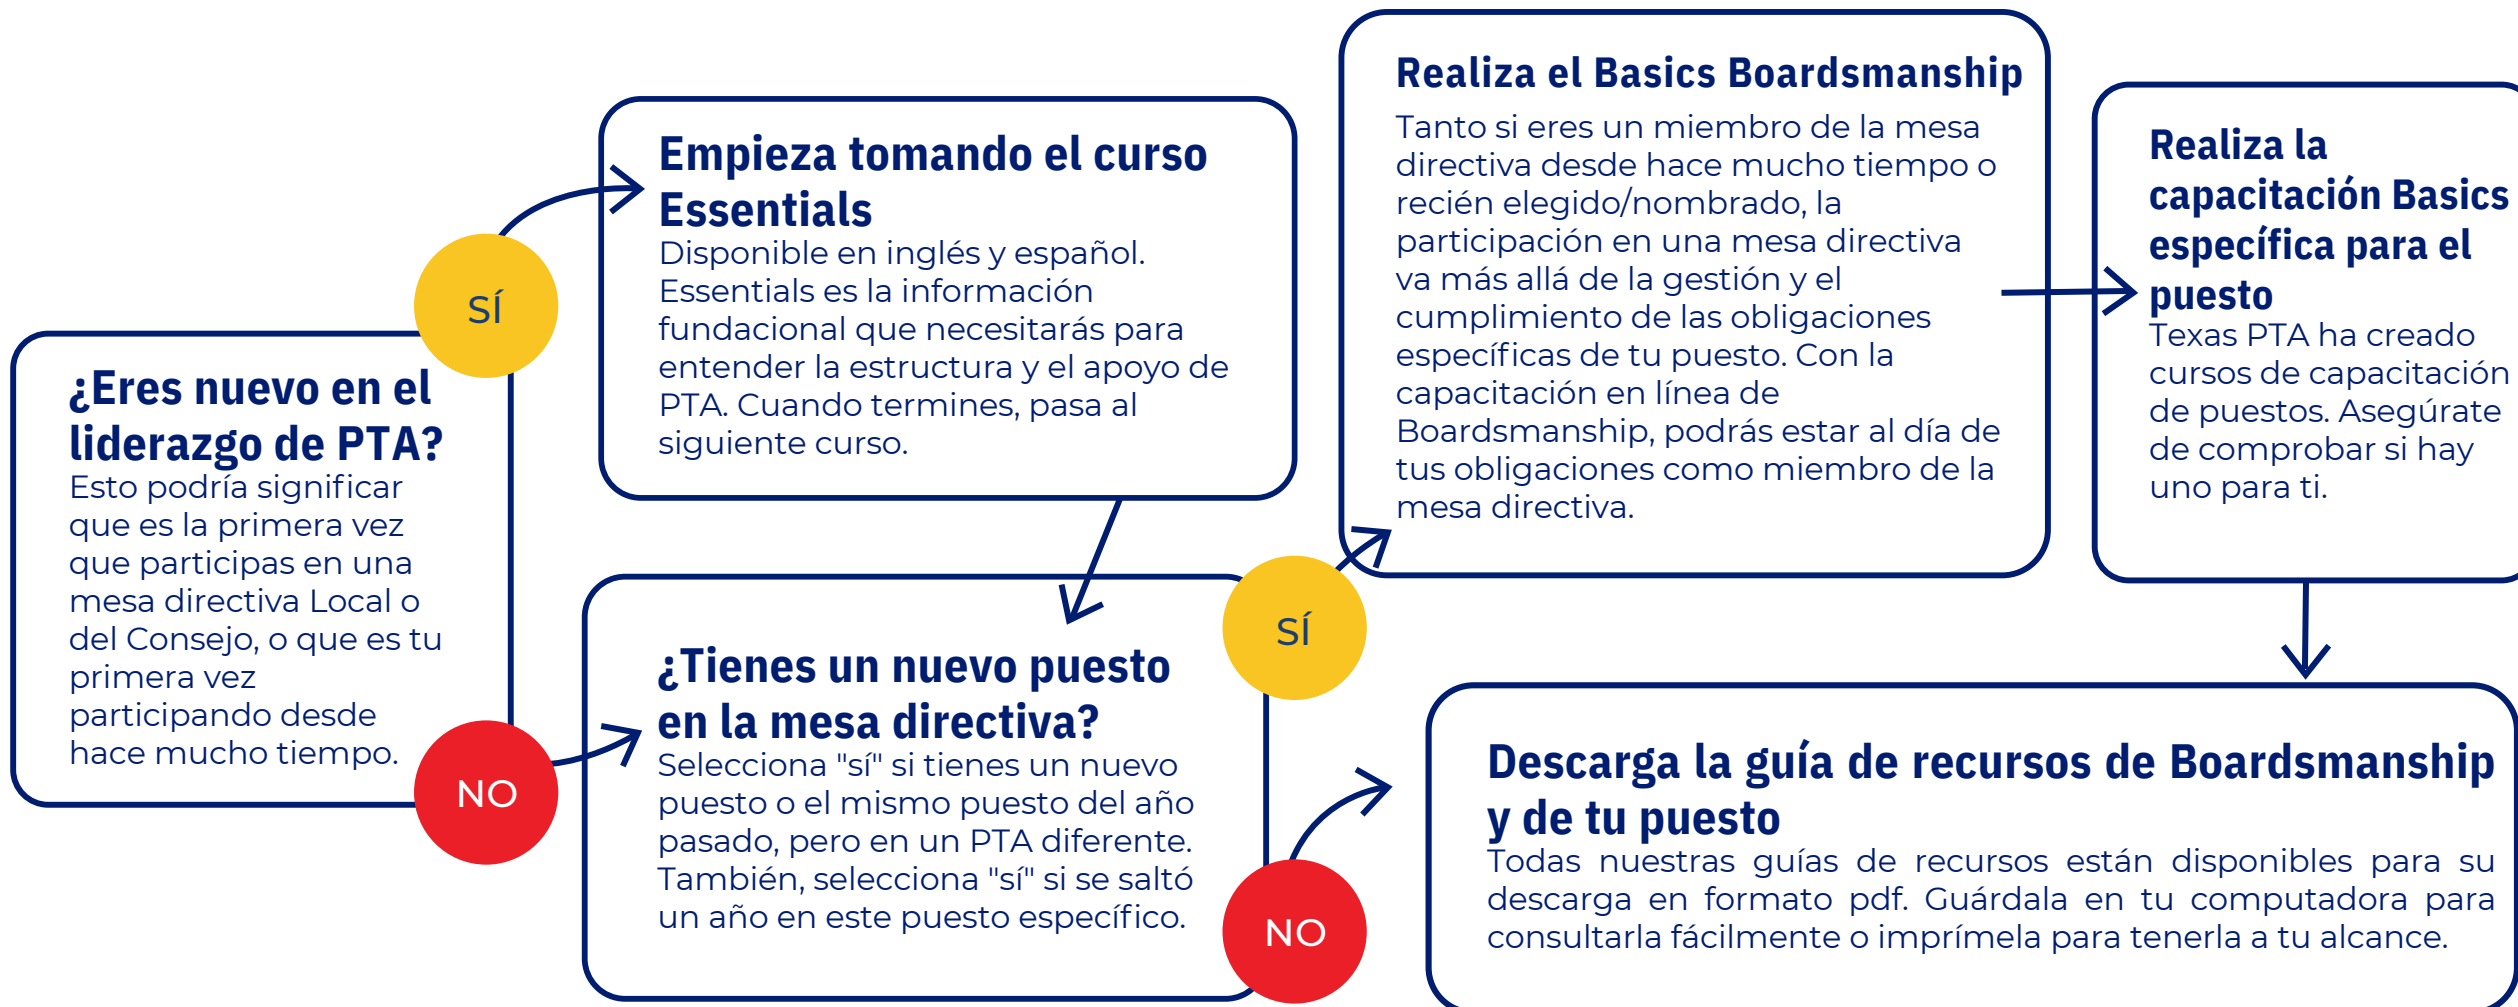 ¿Eres nuevo en el
liderazgo de PTA?
Esto podría significar
que es la primera vez
que participas en una
mesa directiva Local o
del Consejo, o que es tu
primera vez
participando desde
hace mucho tiempo.
SÍ
NO
Empieza tomando el curso
Essentials
Disponible en inglés y español.
Essentials es la información
fundacional que necesitarás para
entender la estructura y el apoyo de
PTA. Cuando termines, pasa al
siguiente curso.
¿Tienes un nuevo puesto
en la mesa directiva?
Selecciona "sí" si tienes un nuevo
puesto o el mismo puesto del año
pasado, pero en un PTA diferente.
También, selecciona "sí" si se saltó
un año en este puesto específico.
SÍ
NO
Realiza el Basics Boardsmanship
Tanto si eres un miembro de la mesa
directiva desde hace mucho tiempo o
recién elegido/nombrado, la
participación en una mesa directiva
va más allá de la gestión y el
cumplimiento de las obligaciones
específicas de tu puesto. Con la
capacitación en línea de
Boardsmanship, podrás estar al día de
tus obligaciones como miembro de la
mesa directiva.
Realiza la
capacitación Basics
específica para el
puesto
Texas PTA ha creado
cursos de capacitación
de puestos. Asegúrate
de comprobar si hay
uno para ti.
Descarga la guía de recursos de Boardsmanship
y de tu puesto
Todas nuestras guías de recursos están disponibles para su
descarga en formato pdf. Guárdala en tu computadora para
consultarla fácilmente o imprímela para tenerla a tu alcance.